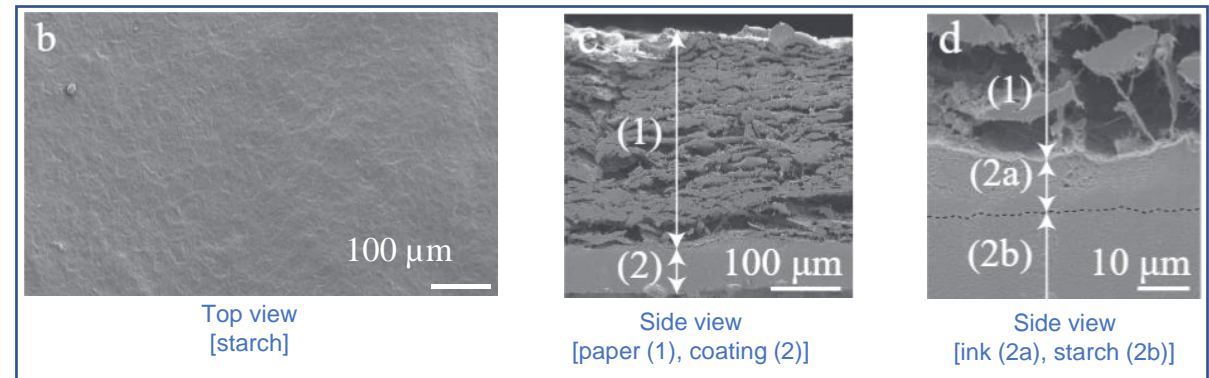 b
100 μm
Top view
[starch]
c
(1)
(2)
100 μm
Side view
[paper (1), coating (2)]
d
(1)
(2a)
(2b)
10 μm
Side view
[ink (2a), starch (2b)]